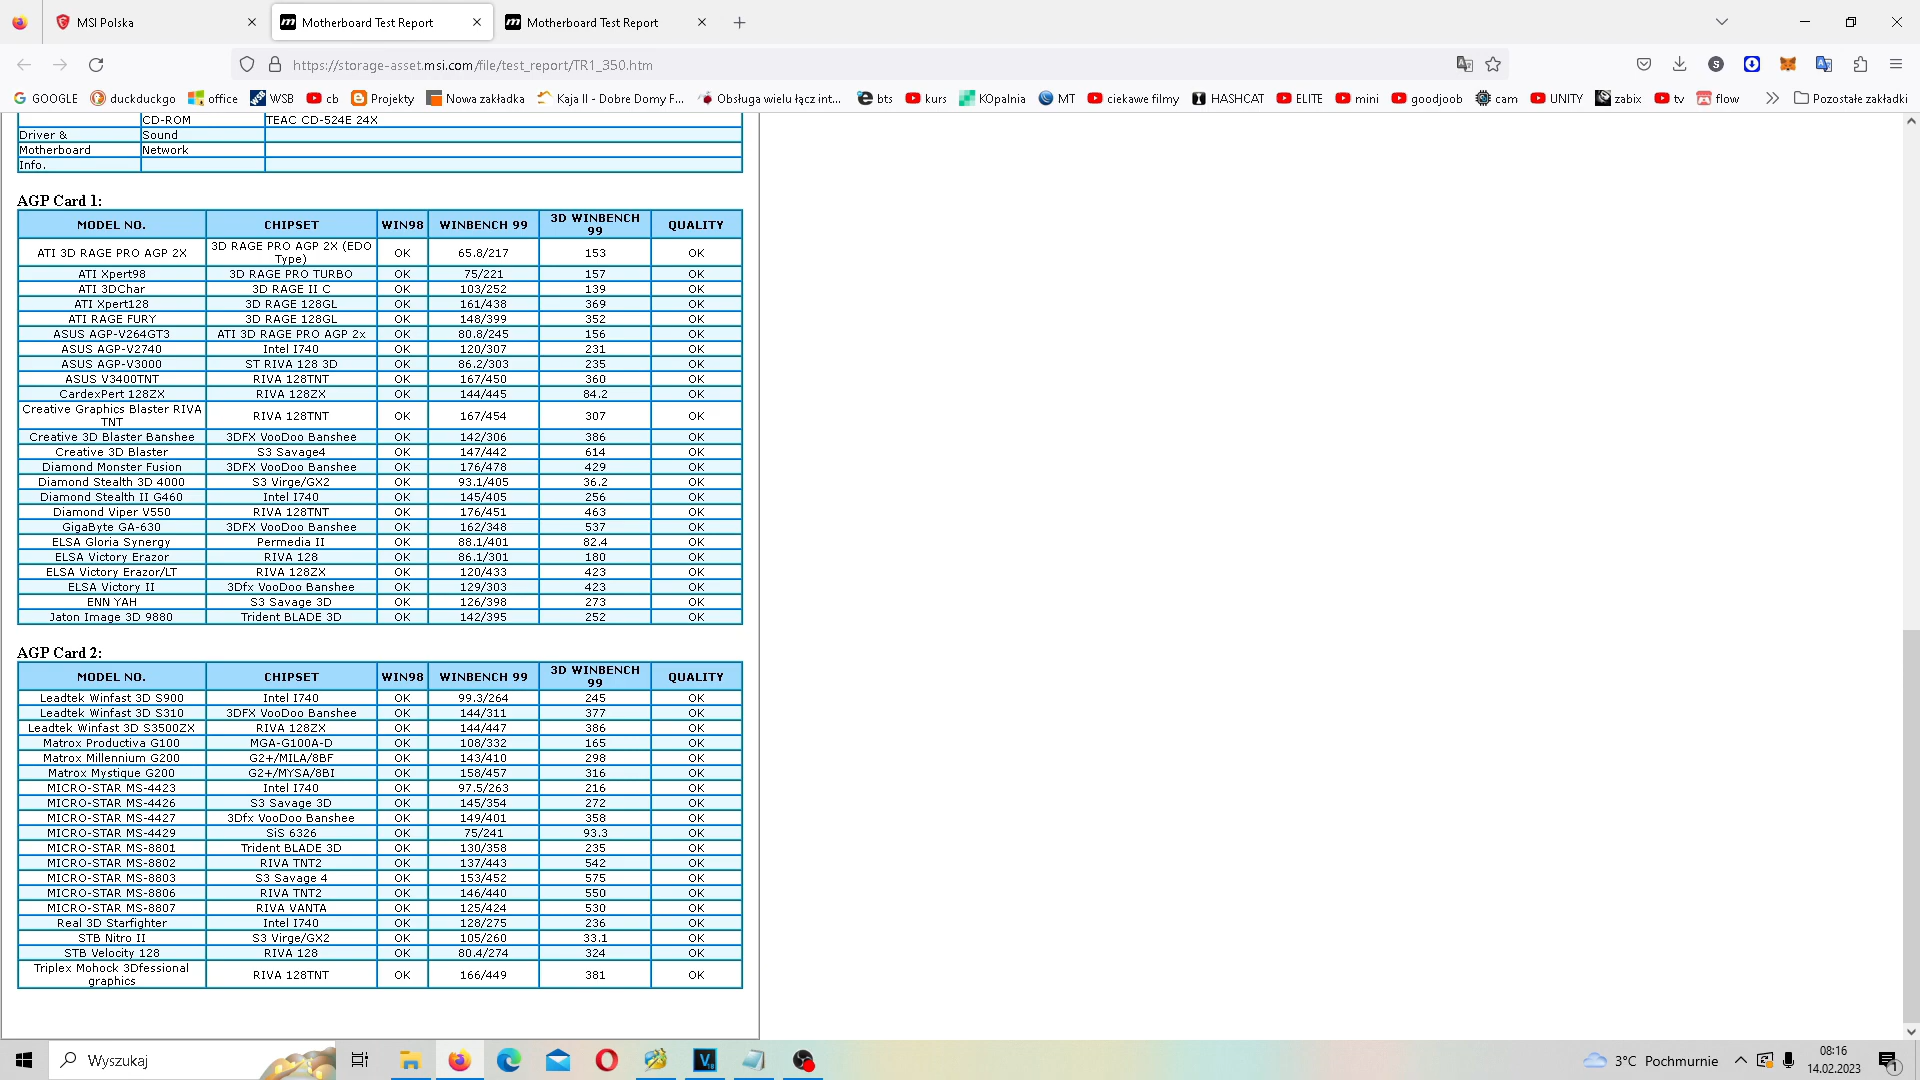 MSI Polska
Motherboard Test Report
Motherboard Test Report
https://storage-asset.msi.com/file/test_report/TR1_350.htm
GOOGLE duckduckgo office WSB cb Projekty Nowa zakładka Kaja II - Dobre Domy F... Obsługa wielu łącz int... bts kurs KOpalnia MT ciekawe filmy HASHCAT ELITE mini goodjoob cam UNITY zabix tv flow Pozostałe zakładki
CD-ROM TEAC CD-524E 24X
Driver & Sound
Motherboard Network
Info.
AGP Card 1:
MODEL NO. CHIPSET WIN98 WINBENCH 99 3D WINBENCH 99 QUALITY
ATI 3D RAGE PRO AGP 2X 3D RAGE PRO AGP 2X (EDO Type) OK 65.8/217 153 OK
ATI Xpert98 3D RAGE PRO TURBO OK 75/221 157 OK
ATI 3DChar 3D RAGE II C OK 103/252 139 OK
ATI Xpert128 3D RAGE 128GL OK 161/438 369 OK
ATI RAGE FURY 3D RAGE 128GL OK 148/399 352 OK
ASUS AGP-V264GT3 ATI 3D RAGE PRO AGP 2x OK 80.8/245 156 OK
ASUS AGP-V2740 Intel I740 OK 120/307 231 OK
ASUS AGP-V3000 ST RIVA 128 3D OK 86.2/303 235 OK
ASUS V3400TNT RIVA 128TNT OK 167/450 360 OK
CardexPert 128ZX RIVA 128ZX OK 144/445 84.2 OK
Creative Graphics Blaster RIVA TNT RIVA 128TNT OK 167/454 307 OK
Creative 3D Blaster Banshee 3DFX VooDoo Banshee OK 142/306 386 OK
Creative 3D Blaster S3 Savage4 OK 147/442 614 OK
Diamond Monster Fusion 3DFX VooDoo Banshee OK 176/478 429 OK
Diamond Stealth 3D 4000 S3 Virge/GX2 OK 93.1/405 36.2 OK
Diamond Stealth II G460 Intel I740 OK 145/405 256 OK
Diamond Viper V550 RIVA 128TNT OK 176/451 463 OK
GigaByte GA-630 3DFX VooDoo Banshee OK 162/348 537 OK
ELSA Gloria Synergy Permedia II OK 88.1/401 82.4 OK
ELSA Victory Erazor RIVA 128 OK 86.1/301 180 OK
ELSA Victory Erazor/LT RIVA 128ZX OK 120/433 423 OK
ELSA Victory II 3Dfx VooDoo Banshee OK 129/303 423 OK
ENN YAH S3 Savage 3D OK 126/398 273 OK
Jaton Image 3D 9880 Trident BLADE 3D OK 142/395 252 OK
AGP Card 2:
MODEL NO. CHIPSET WIN98 WINBENCH 99 3D WINBENCH 99 QUALITY
Leadtek Winfast 3D S900 Intel I740 OK 99.3/264 245 OK
Leadtek Winfast 3D S310 3DFX VooDoo Banshee OK 144/311 377 OK
Leadtek Winfast 3D S3500ZX RIVA 128ZX OK 144/447 386 OK
Matrox Productiva G100 MGA-G100A-D OK 108/332 165 OK
Matrox Millennium G200 G2+/MILA/8BF OK 143/410 298 OK
Matrox Mystique G200 G2+/MYSA/8BI OK 158/457 316 OK
MICRO-STAR MS-4423 Intel I740 OK 97.5/263 216 OK
MICRO-STAR MS-4426 S3 Savage 3D OK 145/354 272 OK
MICRO-STAR MS-4427 3Dfx VooDoo Banshee OK 149/401 358 OK
MICRO-STAR MS-4429 SiS 6326 OK 75/241 93.3 OK
MICRO-STAR MS-8801 Trident BLADE 3D OK 130/358 235 OK
MICRO-STAR MS-8802 RIVA TNT2 OK 137/443 542 OK
MICRO-STAR MS-8803 S3 Savage 4 OK 153/452 575 OK
MICRO-STAR MS-8806 RIVA TNT2 OK 146/440 550 OK
MICRO-STAR MS-8807 RIVA VANTA OK 125/424 530 OK
Real 3D Starfighter Intel I740 OK 128/275 236 OK
STB Nitro II S3 Virge/GX2 OK 105/260 33.1 OK
STB Velocity 128 RIVA 128 OK 80.4/274 324 OK
Triplex Mohock 3Dfessional graphics RIVA 128TNT OK 166/449 381 OK
Wyszukaj
3°C Pochmurnie
08:16
14.02.2023
1